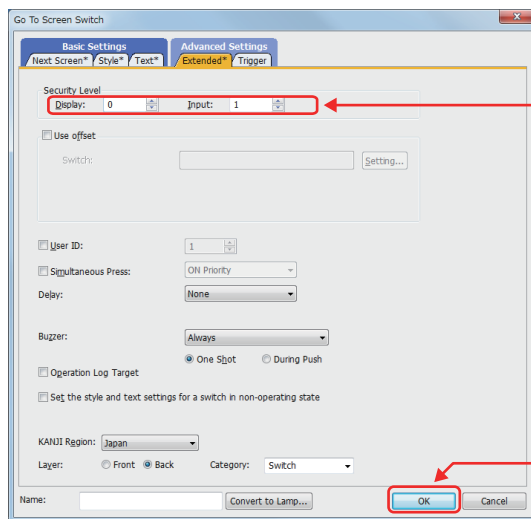 Go To Screen Switch
Basic Settings Advanced Settings
Next Screen* Style* Text* Extended* Trigger
Security Level
Display: 0 Input: 1
Use offset
Switch: Setting...
User ID: 1
Simultaneous Press: ON Priority
Delay: None
Buzzer: Always
One Shot During Push
Operation Log Target
Set the style and text settings for a switch in non-operating state
KANJI Region: Japan
Layer: Front Back Category: Switch
Name: Convert to Lamp... OK Cancel